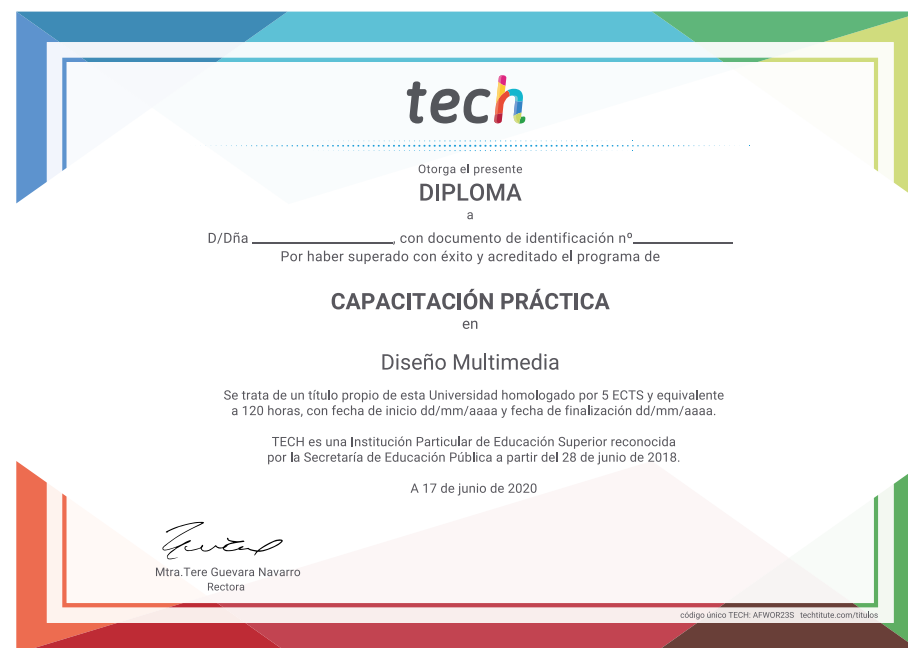 tech
Otorga el presente
DIPLOMA
a
D/Dña ____________________, con documento de identificación nº______________
Por haber superado con éxito y acreditado el programa de
CAPACITACIÓN PRÁCTICA
en
Diseño Multimedia
Se trata de un título propio de esta Universidad homologado por 5 ECTS y equivalente
a 120 horas, con fecha de inicio dd/mm/aaaa y fecha de finalización dd/mm/aaaa.
TECH es una Institución Particular de Educación Superior reconocida
por la Secretaría de Educación Pública a partir del 28 de junio de 2018.
A 17 de junio de 2020
Mtra.Tere Guevara Navarro
Rectora
código único TECH: AFWOR23S techtitute.com/titulos